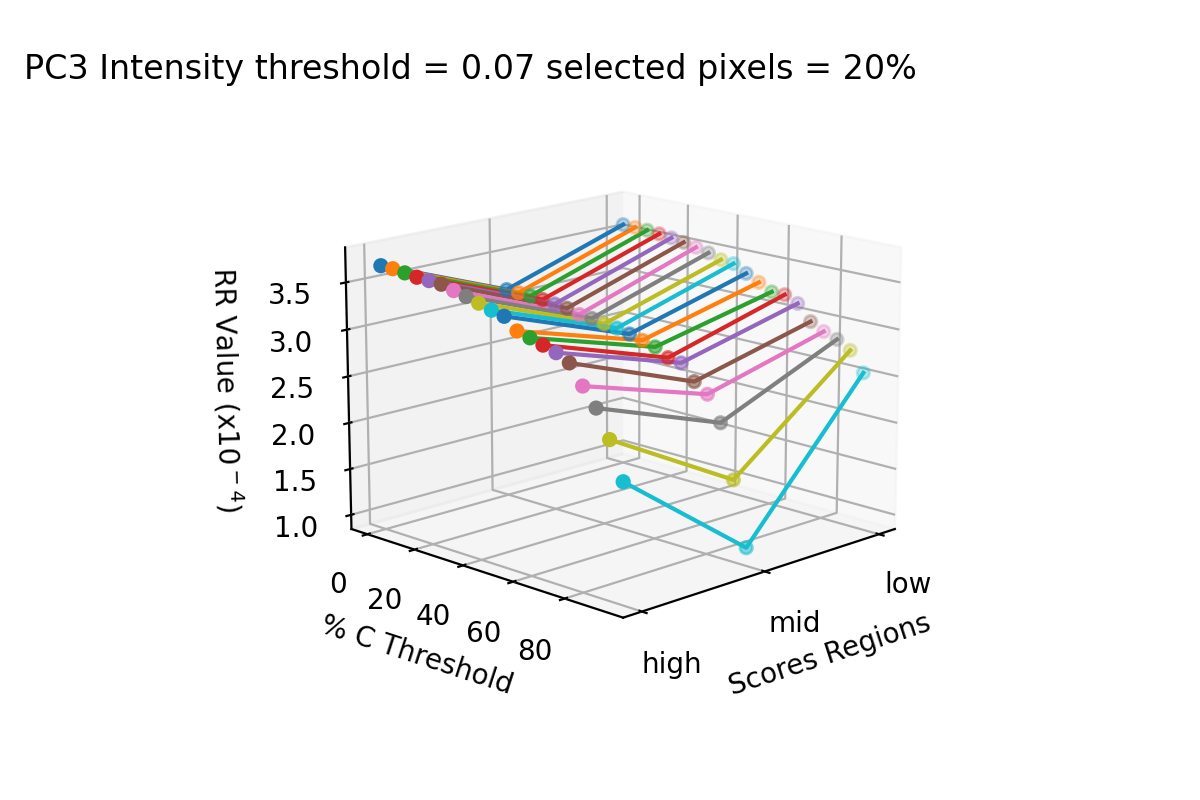 PC3 Intensity threshold = 0.07 selected pixels = 20%
RR Value (x10⁻⁴)
3.5
3.0
2.5
2.0
1.5
1.0
0
20
40
60
80
% C Threshold
high
mid
low
Scores Regions